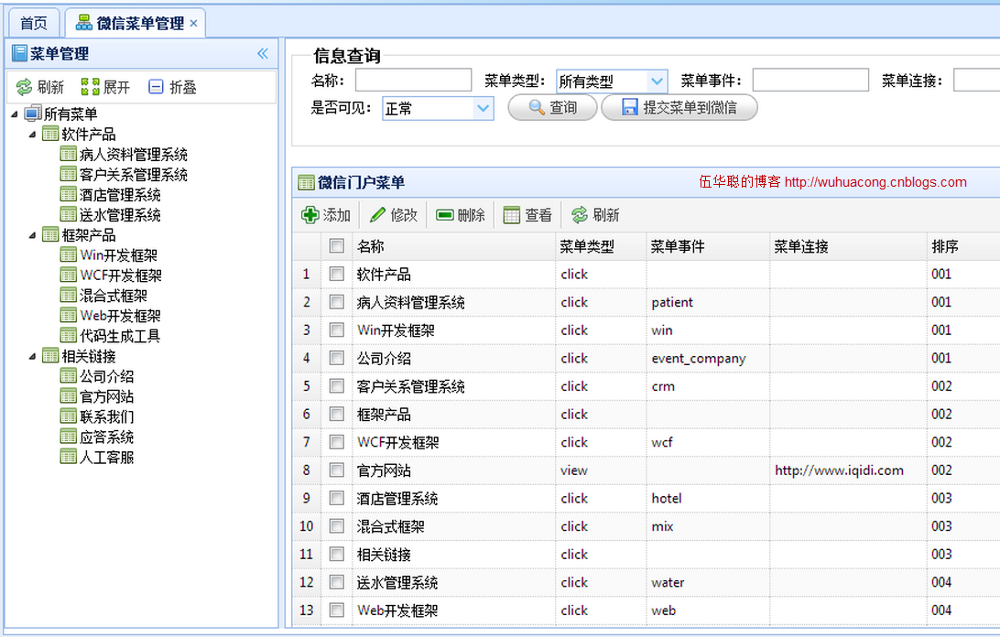 首页 微信菜单管理 ×
菜单管理 «
刷新 展开 折叠
所有菜单
软件产品
病人资料管理系统
客户关系管理系统
酒店管理系统
送水管理系统
框架产品
Win开发框架
WCF开发框架
混合式框架
Web开发框架
代码生成工具
相关链接
公司介绍
官方网站
联系我们
应答系统
人工客服
信息查询
名称： 菜单类型： 所有类型 菜单事件： 菜单连接：
是否可见： 正常 查询 提交菜单到微信
微信门户菜单 伍华聪的博客 http://wuhuacong.cnblogs.com
添加 修改 删除 查看 刷新
名称 菜单类型 菜单事件 菜单连接 排序
1 软件产品 click 001
2 病人资料管理系统 click patient 001
3 Win开发框架 click win 001
4 公司介绍 click event_company 001
5 客户关系管理系统 click crm 002
6 框架产品 click 002
7 WCF开发框架 click wcf 002
8 官方网站 view http://www.iqidi.com 002
9 酒店管理系统 click hotel 003
10 混合式框架 click mix 003
11 相关链接 click 003
12 送水管理系统 click water 004
13 Web开发框架 click web 004